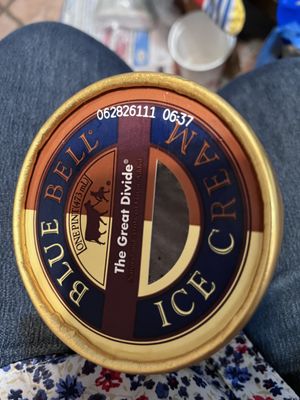 062826111 06:37
BLUE BELL®
ICE CREAM
ONE PINT (473 mL)
The Great Divide®